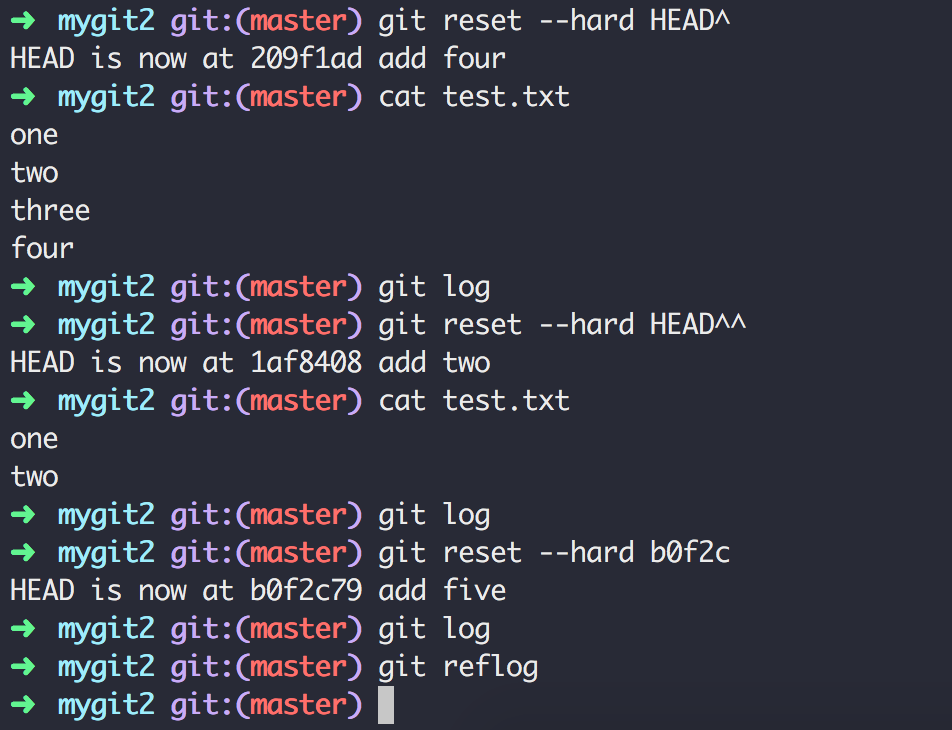 ➜ mygit2 git:(master) git reset --hard HEAD^
HEAD is now at 209f1ad add four
➜ mygit2 git:(master) cat test.txt
one
two
three
four
➜ mygit2 git:(master) git log
➜ mygit2 git:(master) git reset --hard HEAD^^
HEAD is now at 1af8408 add two
➜ mygit2 git:(master) cat test.txt
one
two
➜ mygit2 git:(master) git log
➜ mygit2 git:(master) git reset --hard b0f2c
HEAD is now at b0f2c79 add five
➜ mygit2 git:(master) git log
➜ mygit2 git:(master) git reflog
➜ mygit2 git:(master)